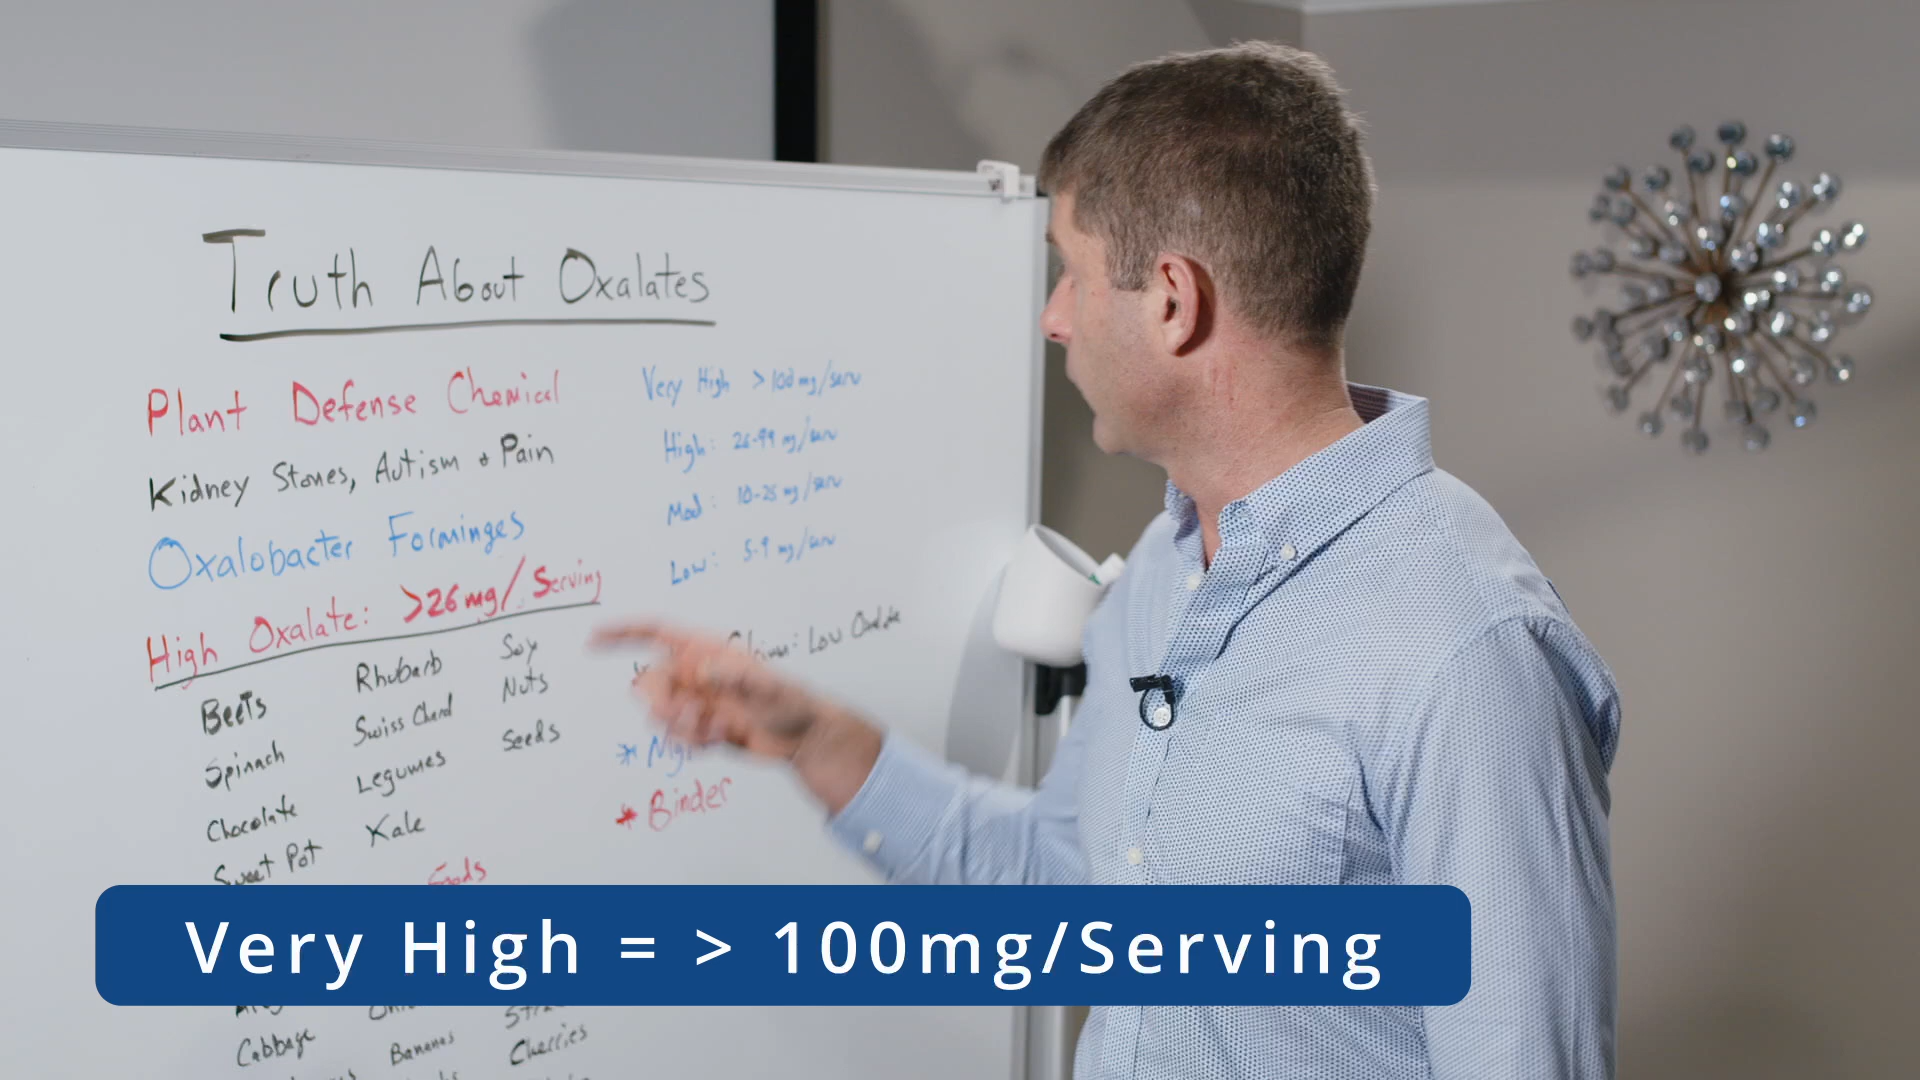 Truth About Oxalates
Plant Defense Chemical
Kidney Stones, Autism & Pain
Oxalobacter Forminges
High Oxalate: >26mg/Serving
Beets
Spinach
Chocolate
Sweet Pot
Rhubarb
Swiss Chard
Legumes
Kale
Soy
Nuts
Seeds
Very High >100mg/serv
High: 26-99 mg/serv
Mod: 10-25 mg/serv
Low: 5-9 mg/serv
: Low Oxalate
* Binder
Foods
Very High = > 100mg/Serving
Cabbage
Bananas
Cherries